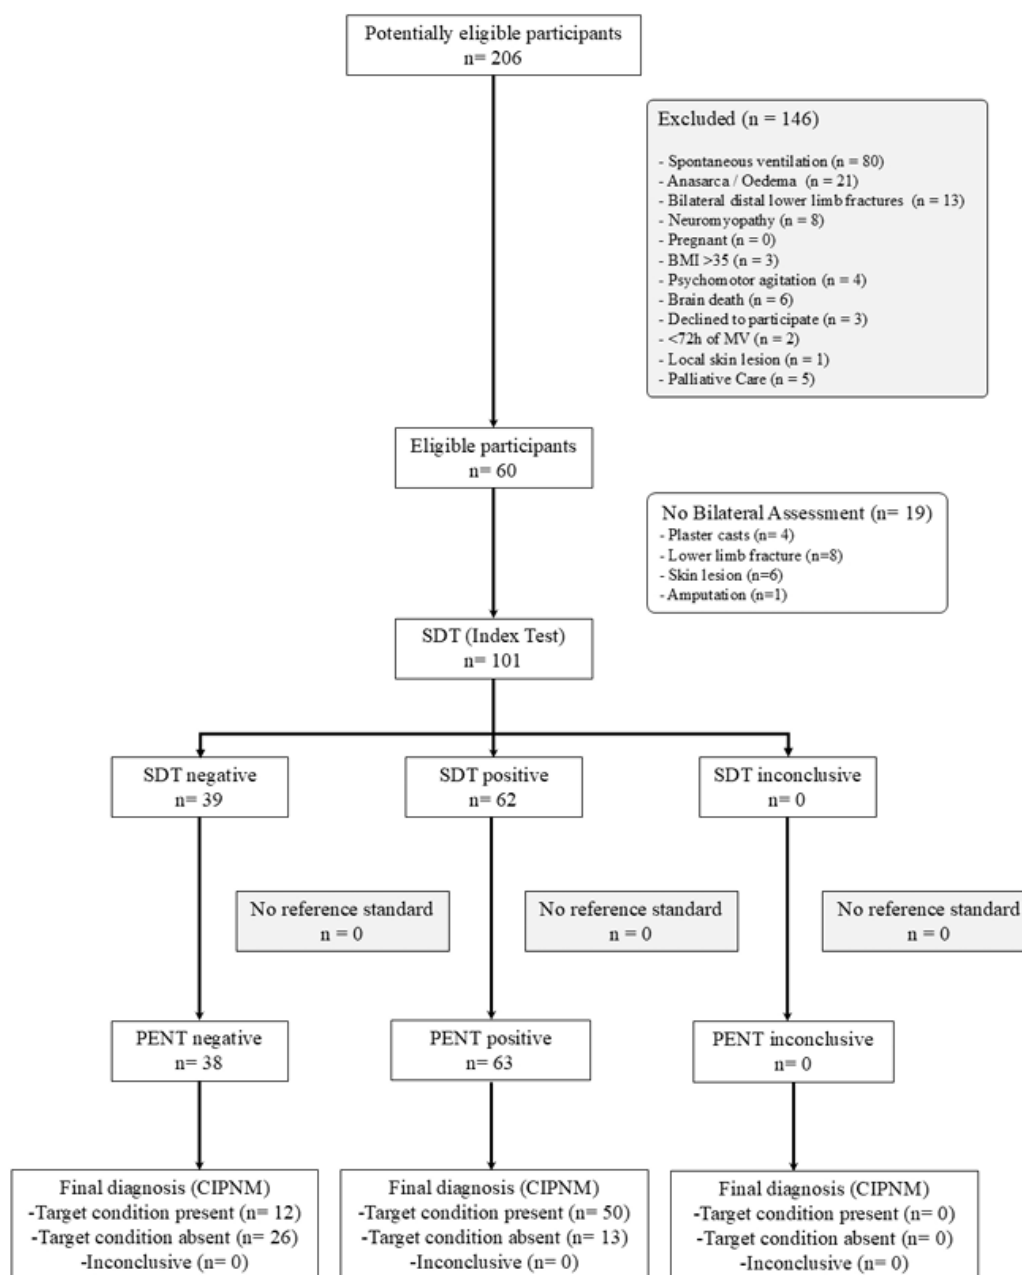 Potentially eligible participants
n= 206
Excluded (n = 146)
- Spontaneous ventilation (n = 80)
- Anasarca / Oedema (n = 21)
- Bilateral distal lower limb fractures (n = 13)
- Neuromyopathy (n = 8)
- Pregnant (n = 0)
- BMI >35 (n = 3)
- Psychomotor agitation (n = 4)
- Brain death (n = 6)
- Declined to participate (n = 3)
- <72h of MV (n = 2)
- Local skin lesion (n = 1)
- Palliative Care (n = 5)
Eligible participants
n= 60
No Bilateral Assessment (n= 19)
- Plaster casts (n= 4)
- Lower limb fracture (n=8)
- Skin lesion (n=6)
- Amputation (n=1)
SDT (Index Test)
n= 101
SDT negative
n= 39
SDT positive
n= 62
SDT inconclusive
n= 0
No reference standard
n = 0
No reference standard
n = 0
No reference standard
n = 0
PENT negative
n= 38
PENT positive
n= 63
PENT inconclusive
n= 0
Final diagnosis (CIPNM)
-Target condition present (n= 12)
-Target condition absent (n= 26)
-Inconclusive (n= 0)
Final diagnosis (CIPNM)
-Target condition present (n= 50)
-Target condition absent (n= 13)
-Inconclusive (n= 0)
Final diagnosis (CIPNM)
-Target condition present (n= 0)
-Target condition absent (n= 0)
-Inconclusive (n= 0)